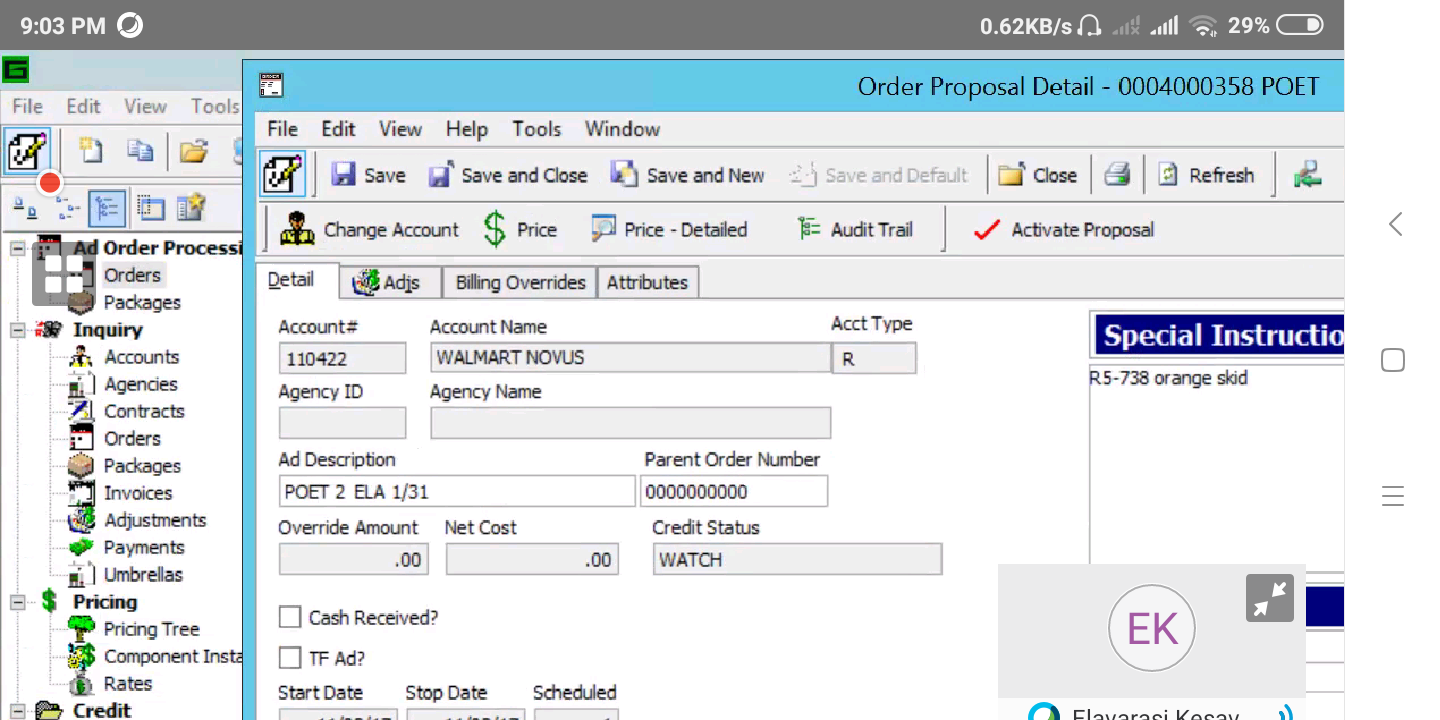 9:03 PM
0.62KB/s 29%
Order Proposal Detail - 0004000358 POET
File Edit View Tools
File Edit View Help Tools Window
Save Save and Close Save and New Save and Default Close Refresh
Change Account Price Price - Detailed Audit Trail Activate Proposal
Detail Adjs Billing Overrides Attributes
Ad Order Processi
Orders
Packages
Inquiry
Accounts
Agencies
Contracts
Orders
Packages
Invoices
Adjustments
Payments
Umbrellas
Pricing
Pricing Tree
Component Insta
Rates
Credit
Account# Account Name Acct Type
110422 WALMART NOVUS R
Agency ID Agency Name
Ad Description Parent Order Number
POET 2 ELA 1/31 0000000000
Override Amount Net Cost Credit Status
.00 .00 WATCH
Cash Received?
TF Ad?
Start Date Stop Date Scheduled
Special Instructio
R5-738 orange skid
EK
Elavarasi Kesav